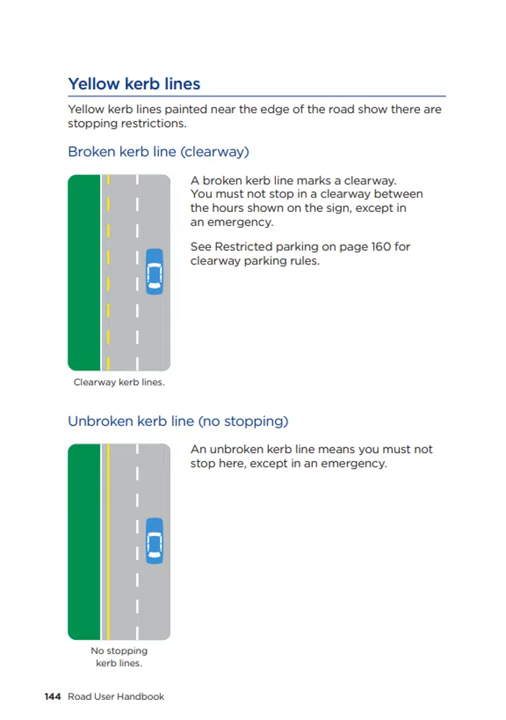 Yellow kerb lines
Yellow kerb lines painted near the edge of the road show there are
stopping restrictions.
Broken kerb line (clearway)
A broken kerb line marks a clearway.
You must not stop in a clearway between
the hours shown on the sign, except in
an emergency.
See Restricted parking on page 160 for
clearway parking rules.
Clearway kerb lines.
Unbroken kerb line (no stopping)
An unbroken kerb line means you must not
stop here, except in an emergency.
No stopping
kerb lines.
144 Road User Handbook